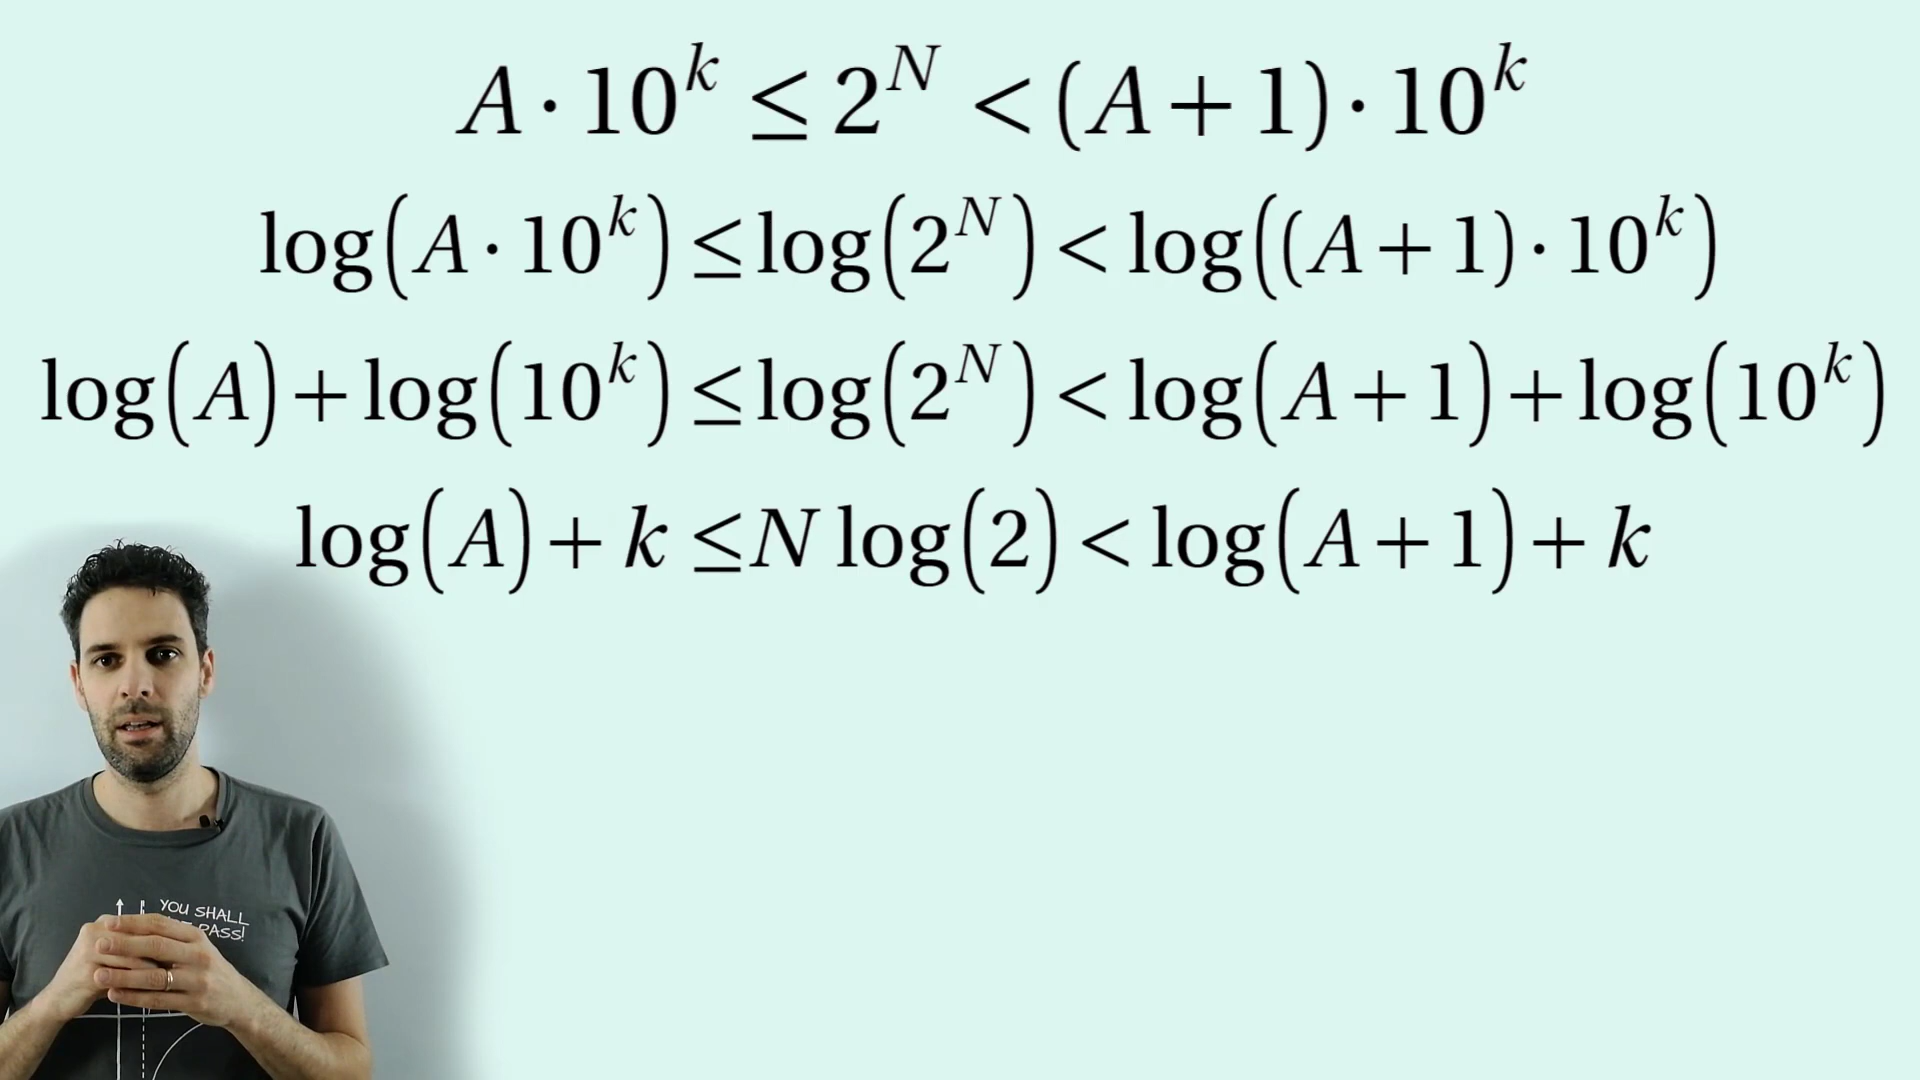 A · 10^k ≤ 2^N < (A + 1) · 10^k
log(A · 10^k) ≤ log(2^N) < log((A + 1) · 10^k)
log(A) + log(10^k) ≤ log(2^N) < log(A + 1) + log(10^k)
log(A) + k ≤ N log(2) < log(A + 1) + k
YOU SHALL
PASS!